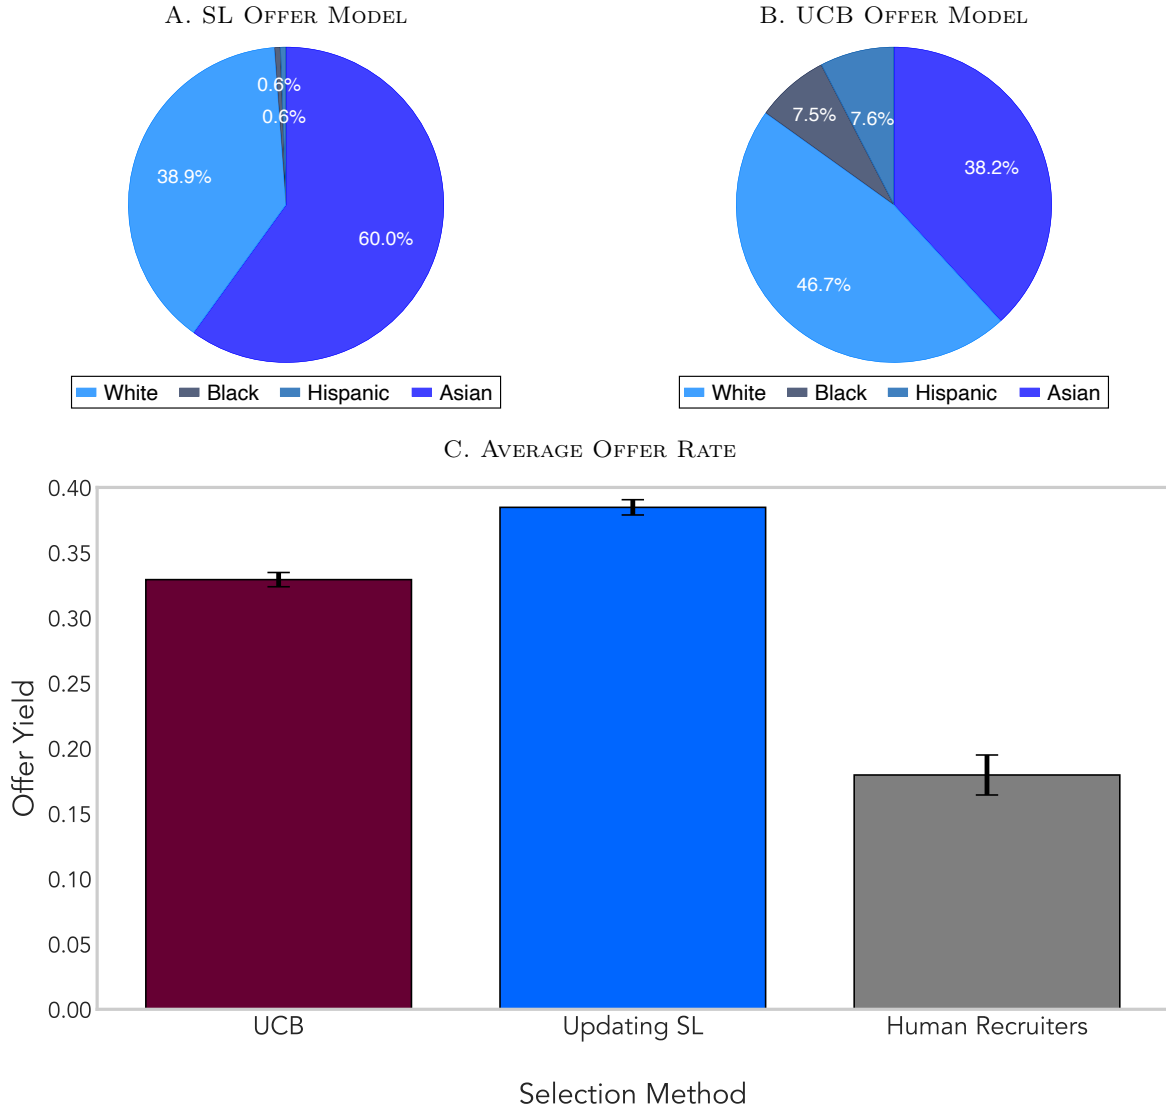 A. SL Offer Model
0.6%
0.6%
38.9%
60.0%
White Black Hispanic Asian
B. UCB Offer Model
7.5%
7.6%
38.2%
46.7%
White Black Hispanic Asian
C. Average Offer Rate
Offer Yield
0.40
0.35
0.30
0.25
0.20
0.15
0.10
0.05
0.00
UCB Updating SL Human Recruiters
Selection Method